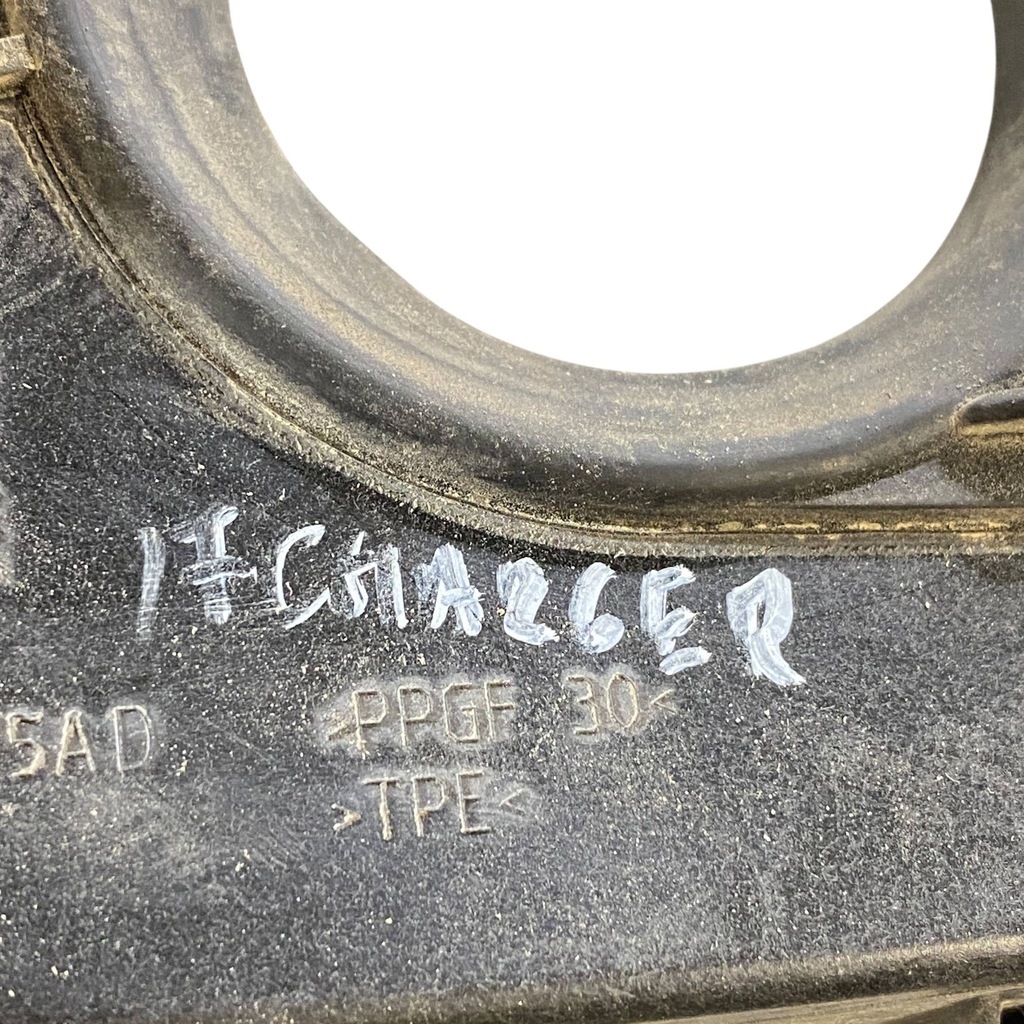 17 CHARGER
5AD >PPGF 30<
>TPE<